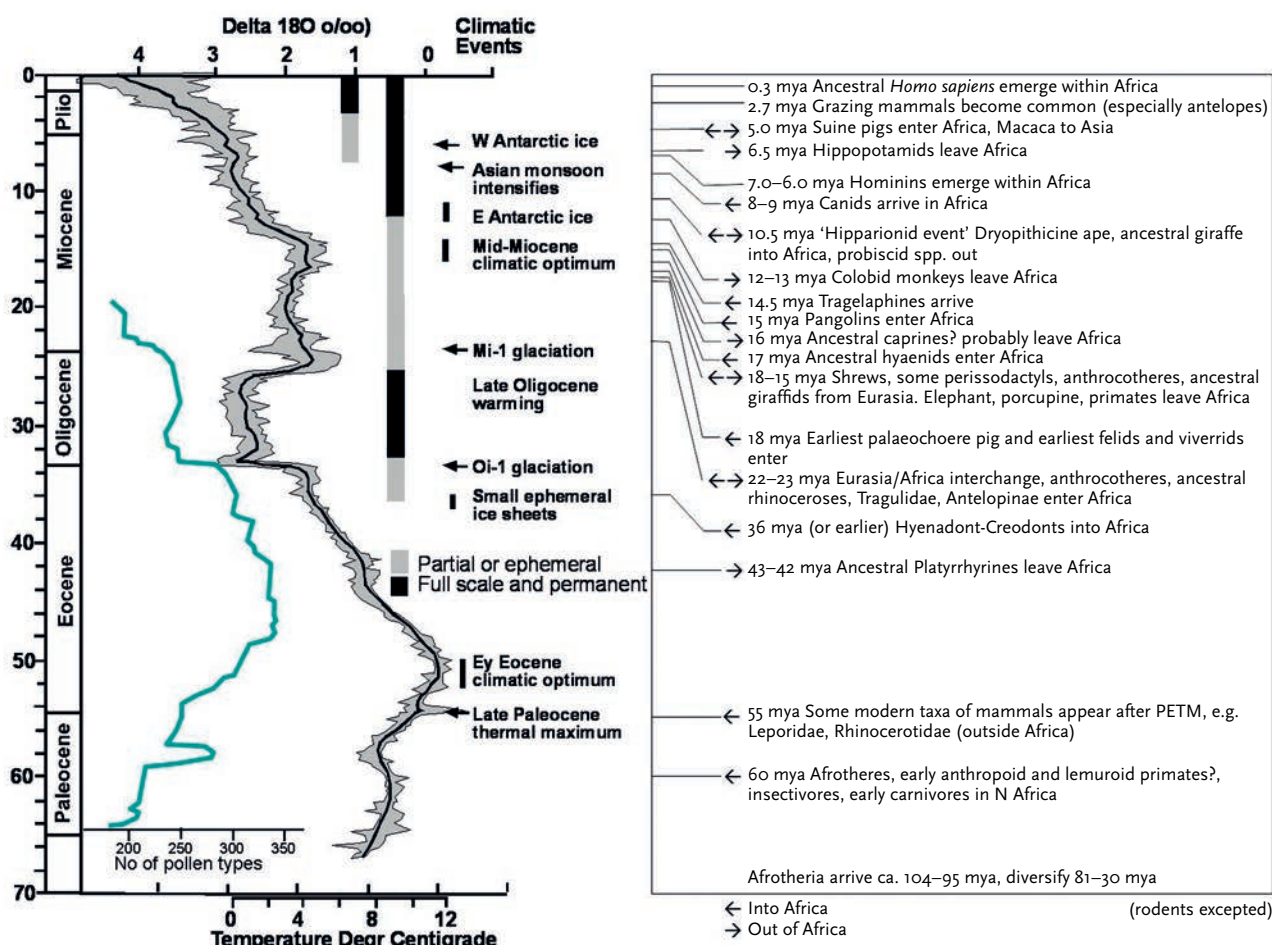 Delta 18O o/oo)
Climatic
Events
4 3 2 1 0
0
10
20
30
40
50
60
70
Plio
Miocene
Oligocene
Eocene
Paleocene
W Antarctic ice
Asian monsoon
intensifies
E Antarctic ice
Mid-Miocene
climatic optimum
Mi-1 glaciation
Late Oligocene
warming
Oi-1 glaciation
Small ephemeral
ice sheets
Partial or ephemeral
Full scale and permanent
Ey Eocene
climatic optimum
Late Paleocene
thermal maximum
200 250 300 350
No of pollen types
0 4 8 12
Temperature Degr Centigrade
0.3 mya Ancestral Homo sapiens emerge within Africa
2.7 mya Grazing mammals become common (especially antelopes)
←→ 5.0 mya Suine pigs enter Africa, Macaca to Asia
→ 6.5 mya Hippopotamids leave Africa
7.0–6.0 mya Hominins emerge within Africa
← 8–9 mya Canids arrive in Africa
←→ 10.5 mya ‘Hipparionid event’ Dryopithicine ape, ancestral giraffe
into Africa, probiscid spp. out
→ 12–13 mya Colobid monkeys leave Africa
← 14.5 mya Tragelaphines arrive
← 15 mya Pangolins enter Africa
→ 16 mya Ancestral caprines? probably leave Africa
← 17 mya Ancestral hyaenids enter Africa
←→ 18–15 mya Shrews, some perissodactyls, anthrocotheres, ancestral
giraffids from Eurasia. Elephant, porcupine, primates leave Africa
← 18 mya Earliest palaeochoere pig and earliest felids and viverrids
enter
←→ 22–23 mya Eurasia/Africa interchange, anthrocotheres, ancestral
rhinoceroses, Tragulidae, Antelopinae enter Africa
← 36 mya (or earlier) Hyenadont-Creodonts into Africa
→ 43–42 mya Ancestral Platyrrhyrines leave Africa
← 55 mya Some modern taxa of mammals appear after PETM, e.g.
Leporidae, Rhinocerotidae (outside Africa)
← 60 mya Afrotheres, early anthropoid and lemuroid primates?,
insectivores, early carnivores in N Africa
Afrotheria arrive ca. 104–95 mya, diversify 81–30 mya
← Into Africa
(rodents excepted)
→ Out of Africa